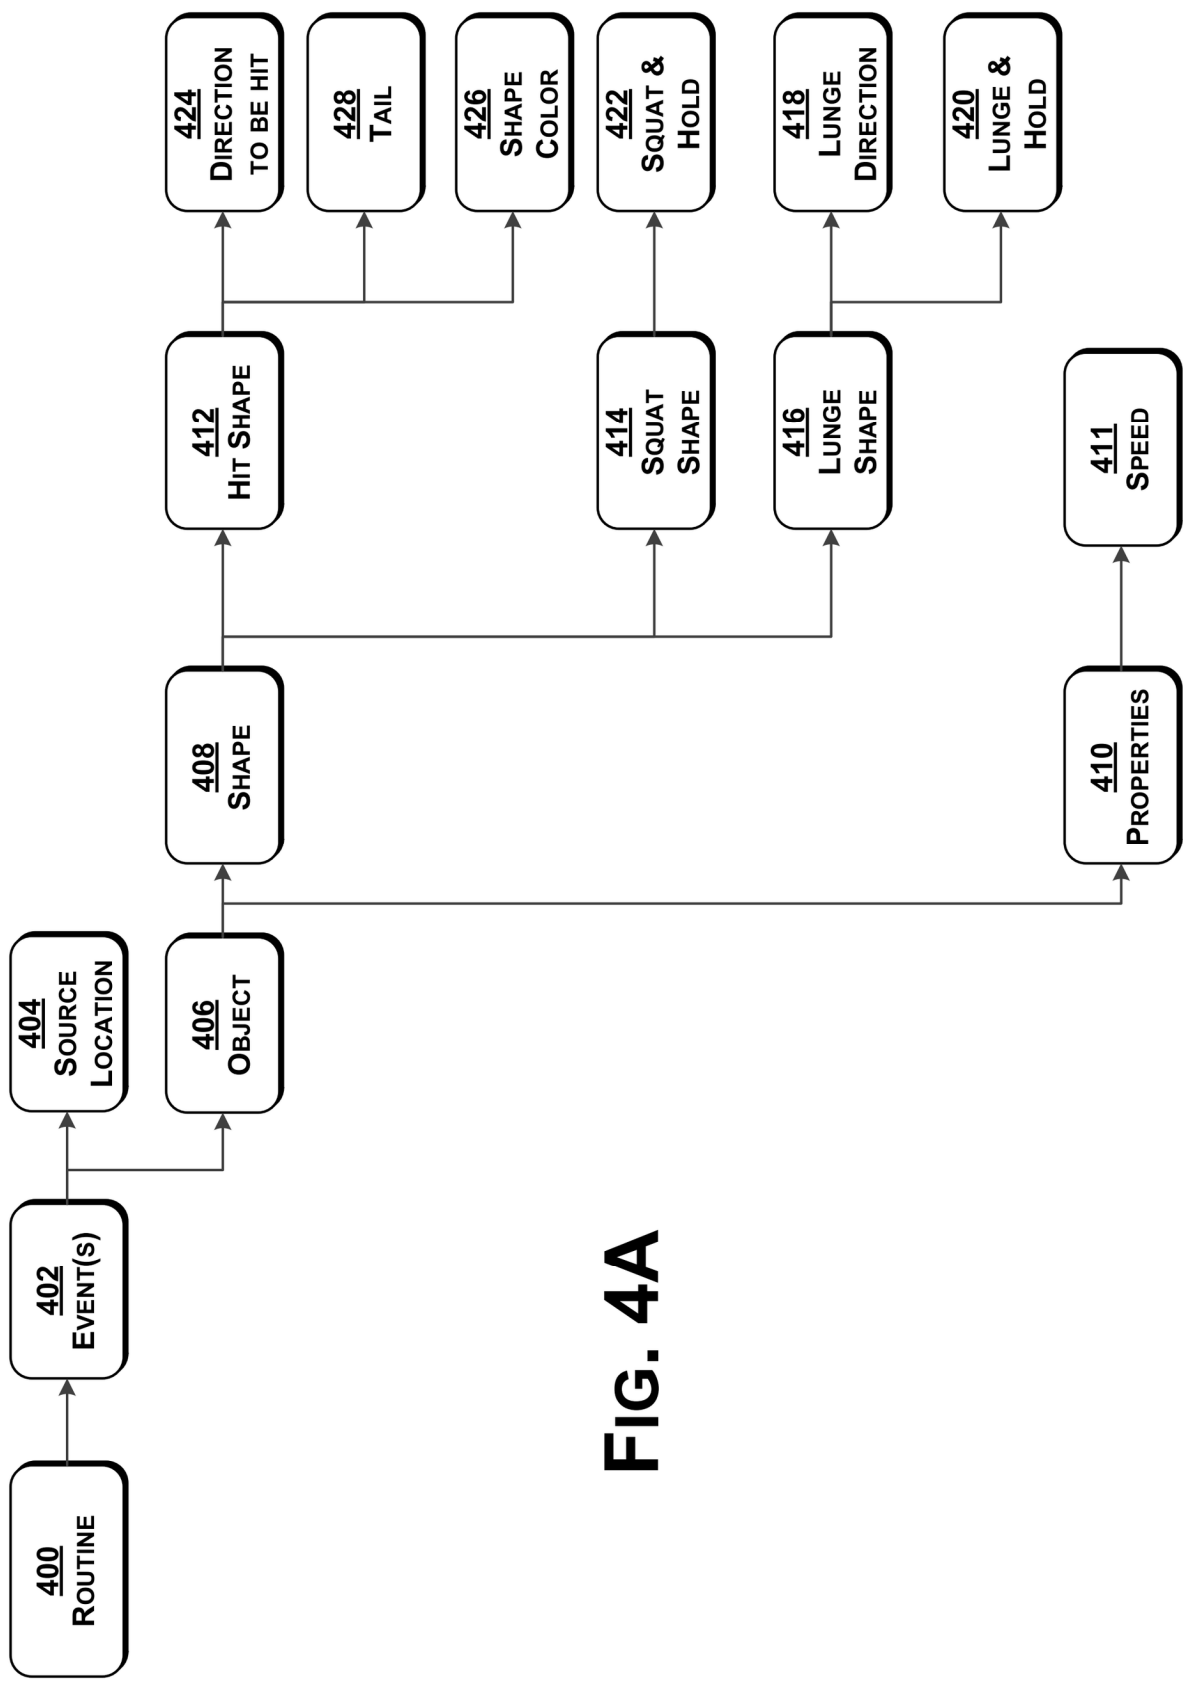 400
ROUTINE
402
EVENT(S)
404
SOURCE
LOCATION
406
OBJECT
408
SHAPE
410
PROPERTIES
411
SPEED
412
HIT SHAPE
414
SQUAT
SHAPE
416
LUNGE
SHAPE
424
DIRECTION
TO BE HIT
428
TAIL
426
SHAPE
COLOR
422
SQUAT &
HOLD
418
LUNGE
DIRECTION
420
LUNGE &
HOLD
FIG. 4A